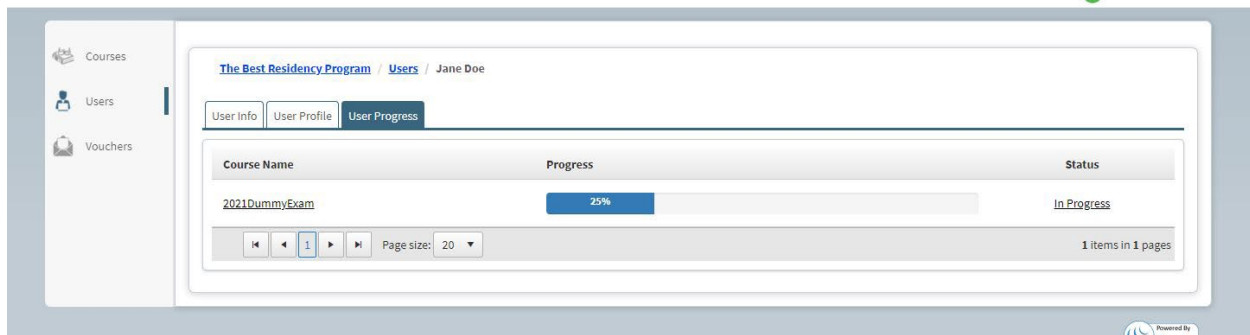 Courses
Users
Vouchers
The Best Residency Program / Users / Jane Doe
User Info User Profile User Progress
Course Name Progress Status
2021DummyExam 25% In Progress
1 Page size: 20 1 items in 1 pages
Powered By